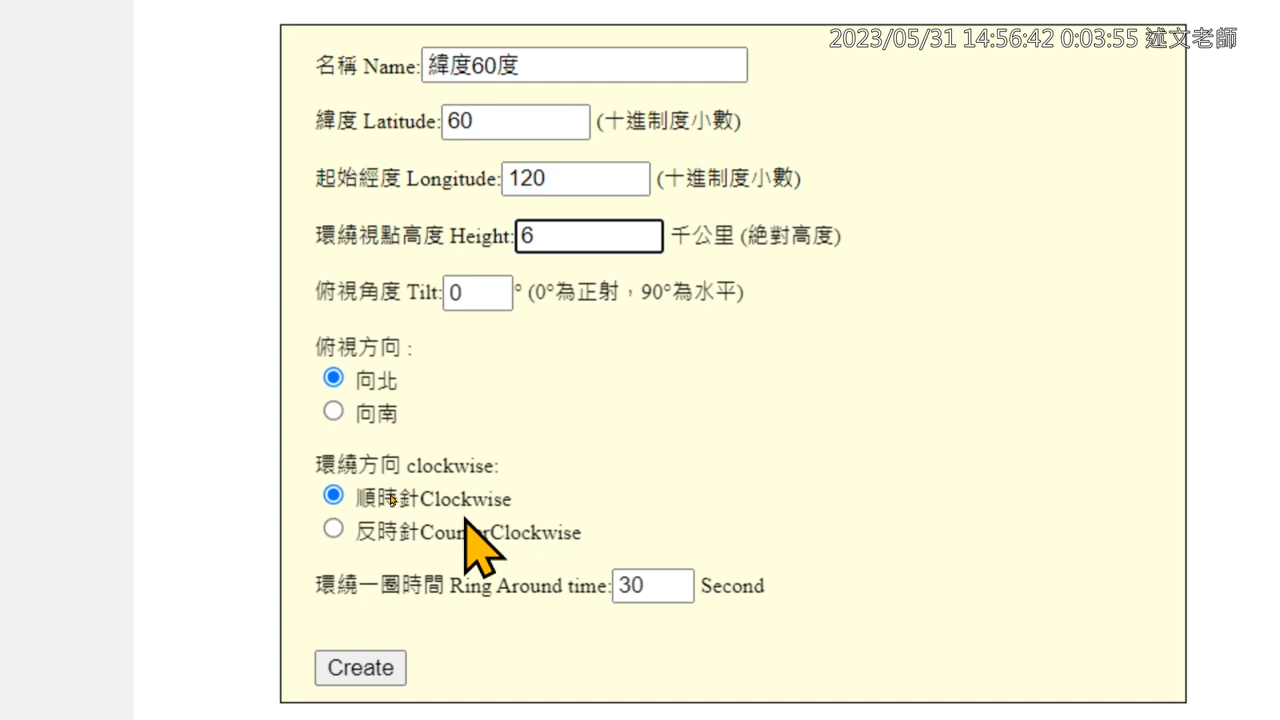 2023/05/31 14:56:42 0:03:55 述文老師
名稱 Name: 緯度60度
緯度 Latitude: 60 (十進制度小數)
起始經度 Longitude: 120 (十進制度小數)
環繞視點高度 Height: 6 千公里 (絶對高度)
俯視角度 Tilt: 0 ° (0°為正射，90°為水平)
俯視方向 :
向北
向南
環繞方向 clockwise:
順時針Clockwise
反時針CounterClockwise
環繞一圈時間 Ring Around time: 30 Second
Create